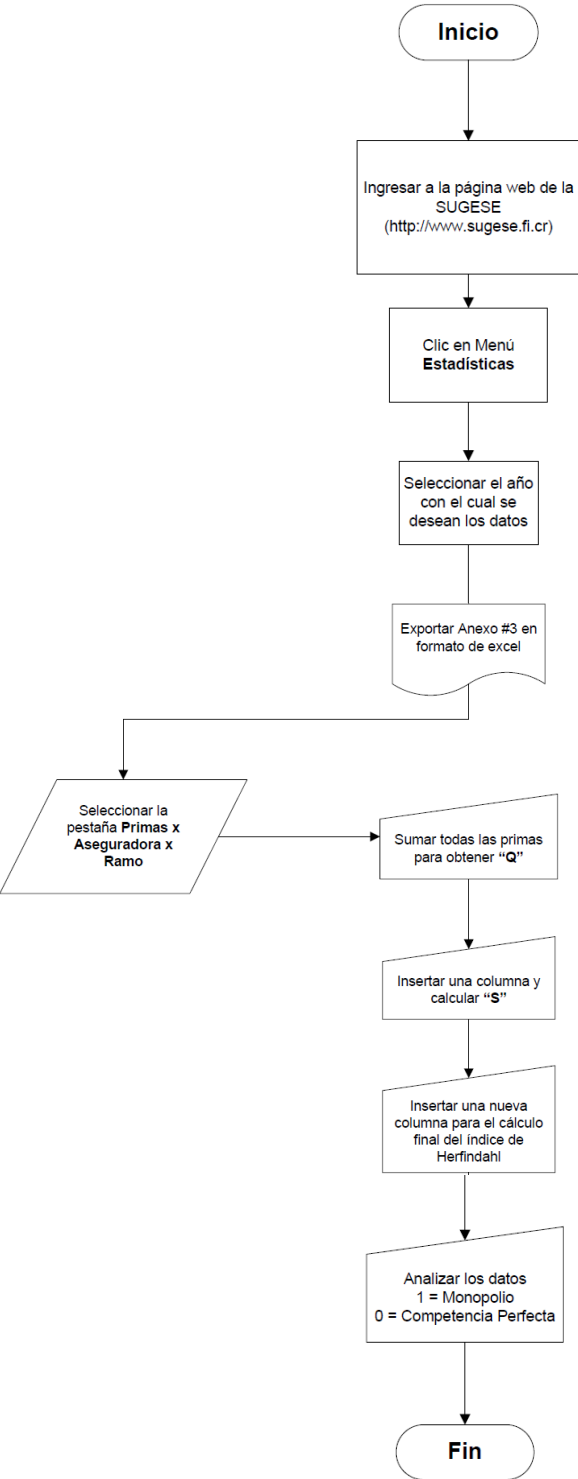 Inicio
Ingresar a la página web de la
SUGESE
(http://www.sugese.fi.cr)
Clic en Menú
Estadísticas
Seleccionar el año
con el cual se
desean los datos
Exportar Anexo #3 en
formato de excel
Seleccionar la
pestaña Primas x
Aseguradora x
Ramo
Sumar todas las primas
para obtener “Q”
Insertar una columna y
calcular “S”
Insertar una nueva
columna para el cálculo
final del índice de
Herfindahl
Analizar los datos
1 = Monopolio
0 = Competencia Perfecta
Fin